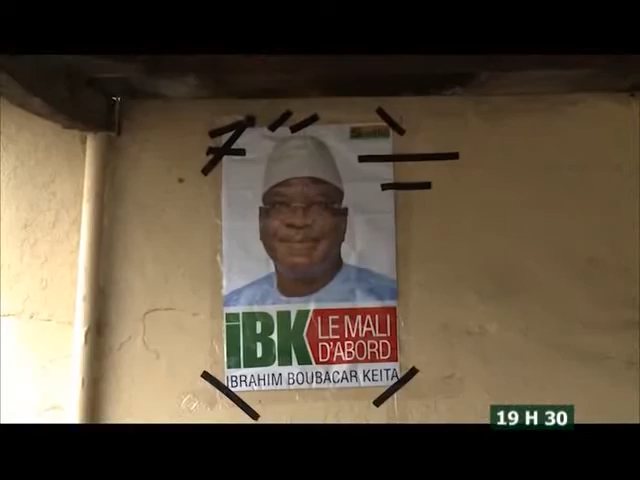 iBK
LE MALI
D'ABORD
IBRAHIM BOUBACAR KEITA
19 H 30